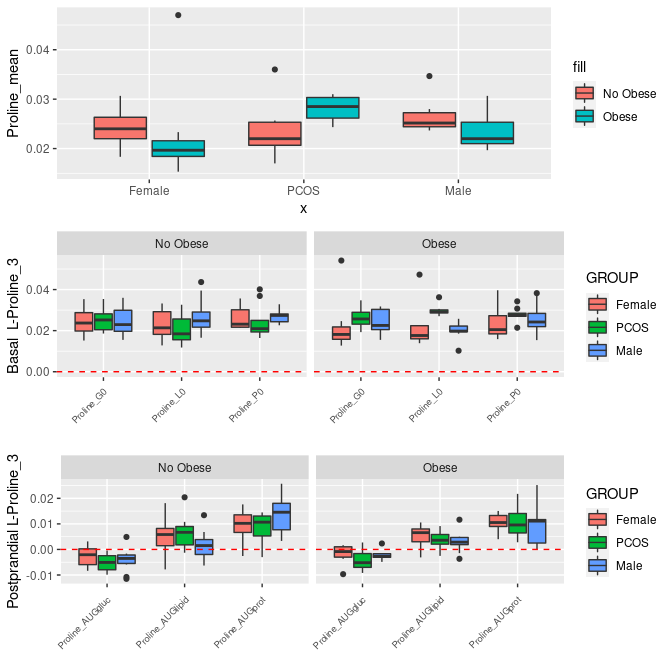 Proline_mean
0.04
0.03
0.02
Female
PCOS
Male
x
fill
No Obese
Obese
Basal L-Proline_3
No Obese
Obese
0.04
0.02
0.00
Proline_G0
Proline_L0
Proline_P0
Proline_G0
Proline_L0
Proline_P0
GROUP
Female
PCOS
Male
Postprandial L-Proline_3
No Obese
Obese
0.02
0.01
0.00
-0.01
Proline_AUGgluc
Proline_AUGlipid
Proline_AUGprot
Proline_AUGgluc
Proline_AUGlipid
Proline_AUGprot
GROUP
Female
PCOS
Male